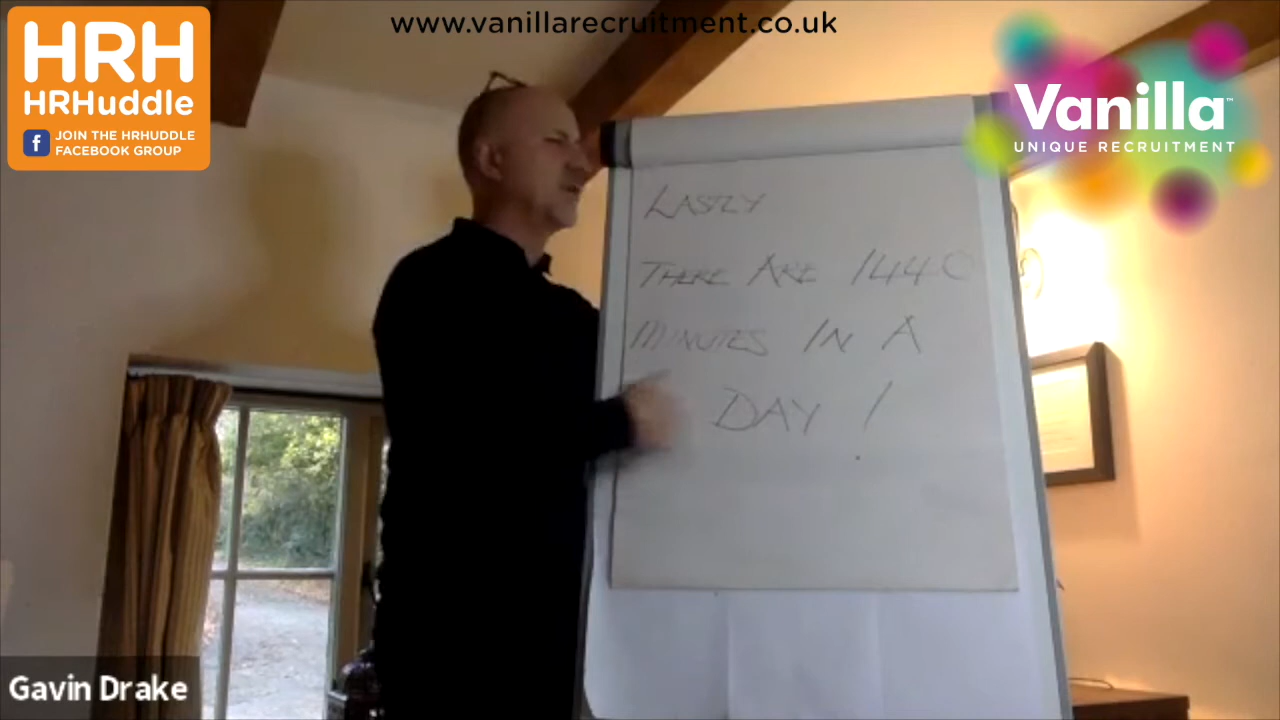 www.vanillarecruitment.co.uk
HRH
HRHuddle
f JOIN THE HRHUDDLE
FACEBOOK GROUP
Vanilla™
UNIQUE RECRUITMENT
LASTLY
THERE ARE 1440
MINUTES IN A
DAY !
Gavin Drake